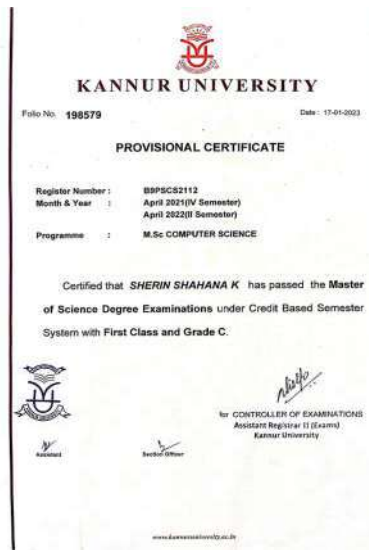 KANNUR UNIVERSITY
Folio No. 198579
Date : 17-01-2023
PROVISIONAL CERTIFICATE
Register Number : B9PSCS2112
Month & Year : April 2021(IV Semester)
April 2022(II Semester)
Programme : M.Sc COMPUTER SCIENCE
Certified that SHERIN SHAHANA K has passed the Master
of Science Degree Examinations under Credit Based Semester
System with First Class and Grade C.
for CONTROLLER OF EXAMINATIONS
Assistant Registrar II (Exams)
Kannur University
Assistant
Section Officer
www.kannuruniversity.ac.in